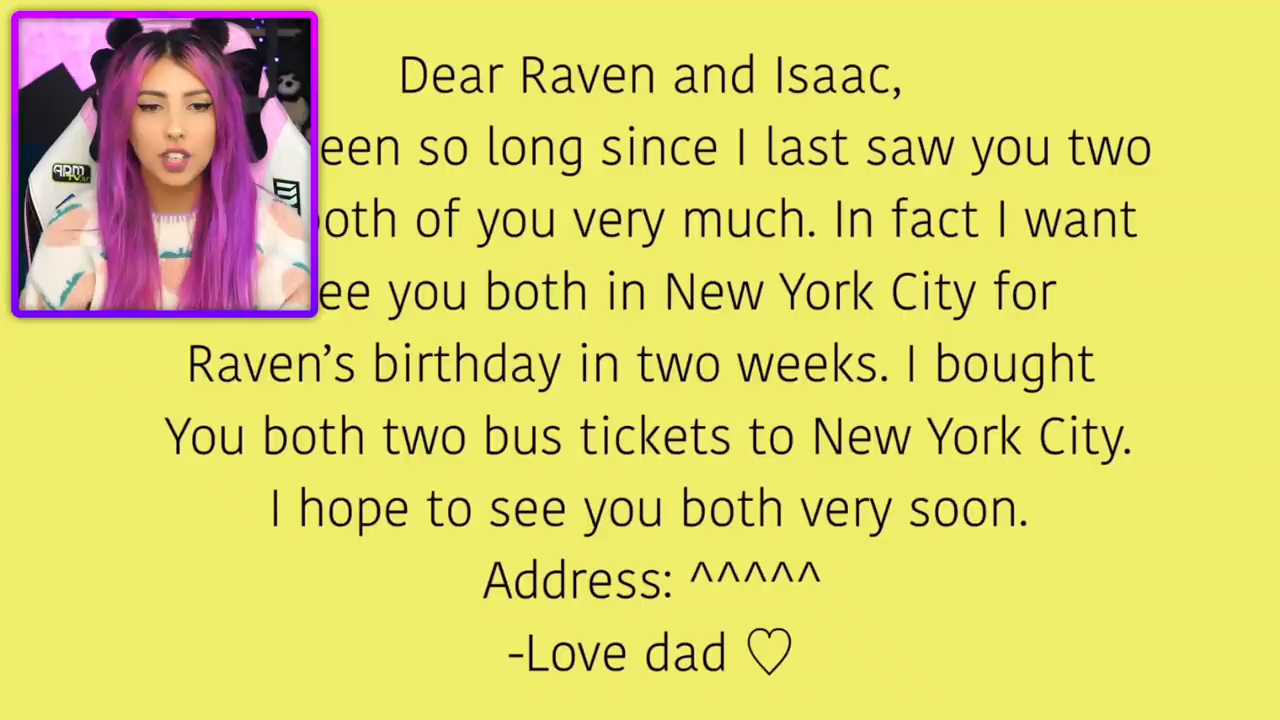 Dear Raven and Isaac,
een so long since I last saw you two
oth of you very much. In fact I want
ee you both in New York City for
Raven's birthday in two weeks. I bought
You both two bus tickets to New York City.
I hope to see you both very soon.
Address: ^^^^^
-Love dad ♡